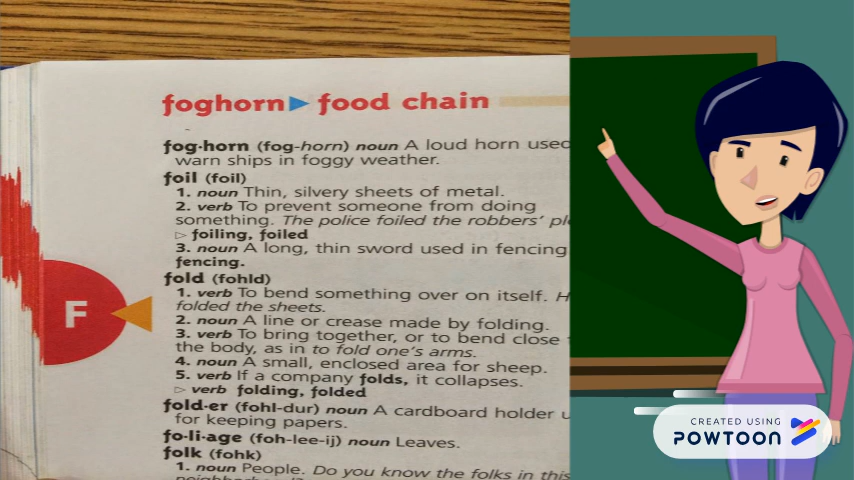 foghorn▶ food chain
fog·horn (fog-horn) noun A loud horn used
warn ships in foggy weather.
foil (foil)
1. noun Thin, silvery sheets of metal.
2. verb To prevent someone from doing
something. The police foiled the robbers'
▷ foiling, foiled
3. noun A long, thin sword used in fencing
fencing.
fold (fohld)
1. verb To bend something over on itself.
folded the sheets.
2. noun A line or crease made by folding.
3. verb To bring together, or to bend close
the body, as in to fold one's arms.
4. noun A small, enclosed area for sheep.
5. verb If a company folds, it collapses.
▷ verb folding, folded
fold·er (fohl-dur) noun A cardboard holder
for keeping papers.
fo·li·age (foh-lee-ij) noun Leaves.
folk (fohk)
1. noun People. Do you know the folks in this
F
CREATED USING
POWTOON